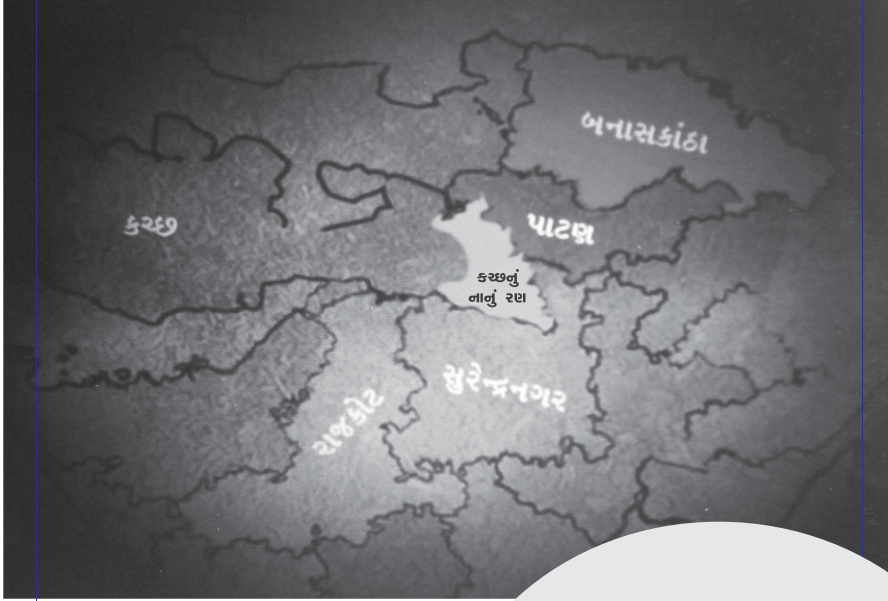 બનાસકાંઠા
કચ્છ
પાટણ
કચ્છનું
નાનું રણ
સુરેન્દ્રનગર
રાજકોટ